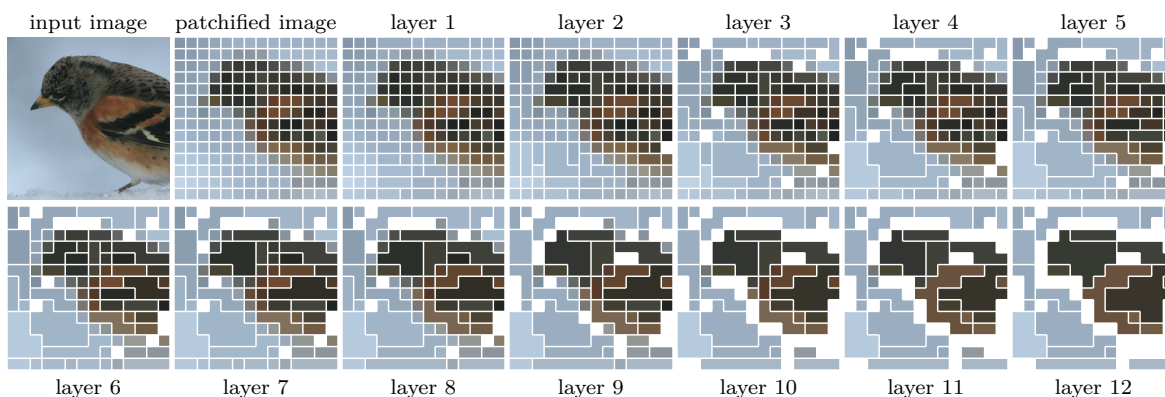 input image
patchified image
layer 1
layer 2
layer 3
layer 4
layer 5
layer 6
layer 7
layer 8
layer 9
layer 10
layer 11
layer 12